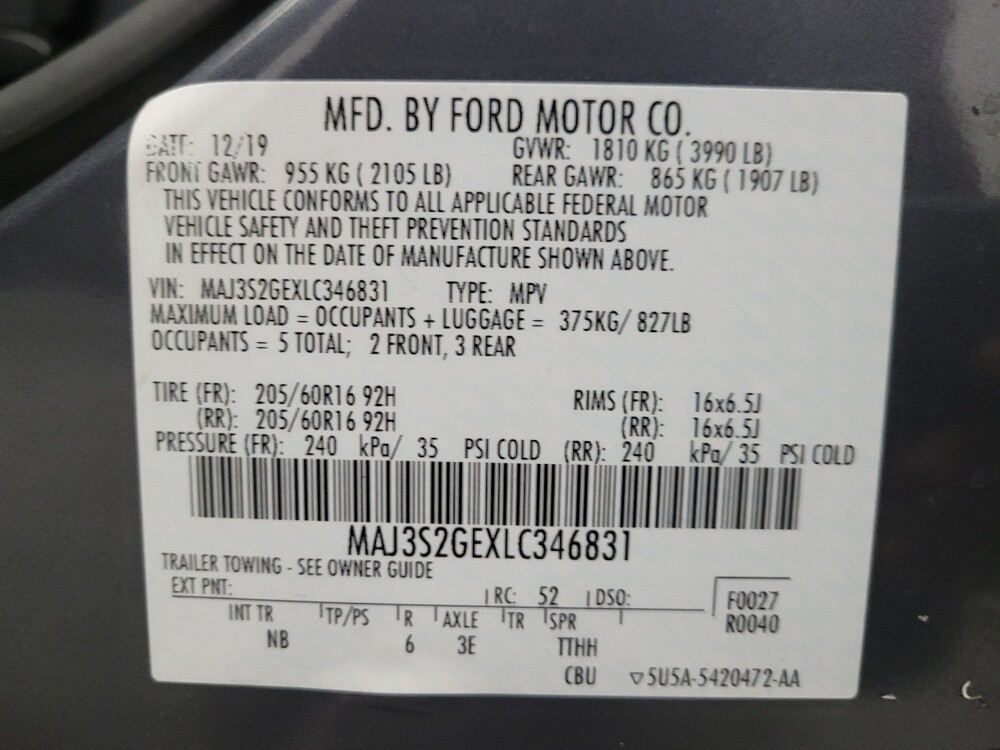 MFD. BY FORD MOTOR CO.
DATE: 12/19 GVWR: 1810 KG ( 3990 LB)
FRONT GAWR: 955 KG ( 2105 LB) REAR GAWR: 865 KG ( 1907 LB)
THIS VEHICLE CONFORMS TO ALL APPLICABLE FEDERAL MOTOR
VEHICLE SAFETY AND THEFT PREVENTION STANDARDS
IN EFFECT ON THE DATE OF MANUFACTURE SHOWN ABOVE.
VIN: MAJ3S2GEXLC346831 TYPE: MPV
MAXIMUM LOAD = OCCUPANTS + LUGGAGE = 375KG/ 827LB
OCCUPANTS = 5 TOTAL; 2 FRONT, 3 REAR
TIRE (FR): 205/60R16 92H RIMS (FR): 16x6.5J
(RR): 205/60R16 92H (RR): 16x6.5J
PRESSURE (FR): 240 kPa/ 35 PSI COLD (RR): 240 kPa/ 35 PSI COLD
MAJ3S2GEXLC346831
TRAILER TOWING - SEE OWNER GUIDE
EXT PNT: RC: 52 DSO: F0027
INT TR TP/PS R AXLE TR SPR R0040
NB 6 3E TTHH
CBU ▽5U5A-5420472-AA